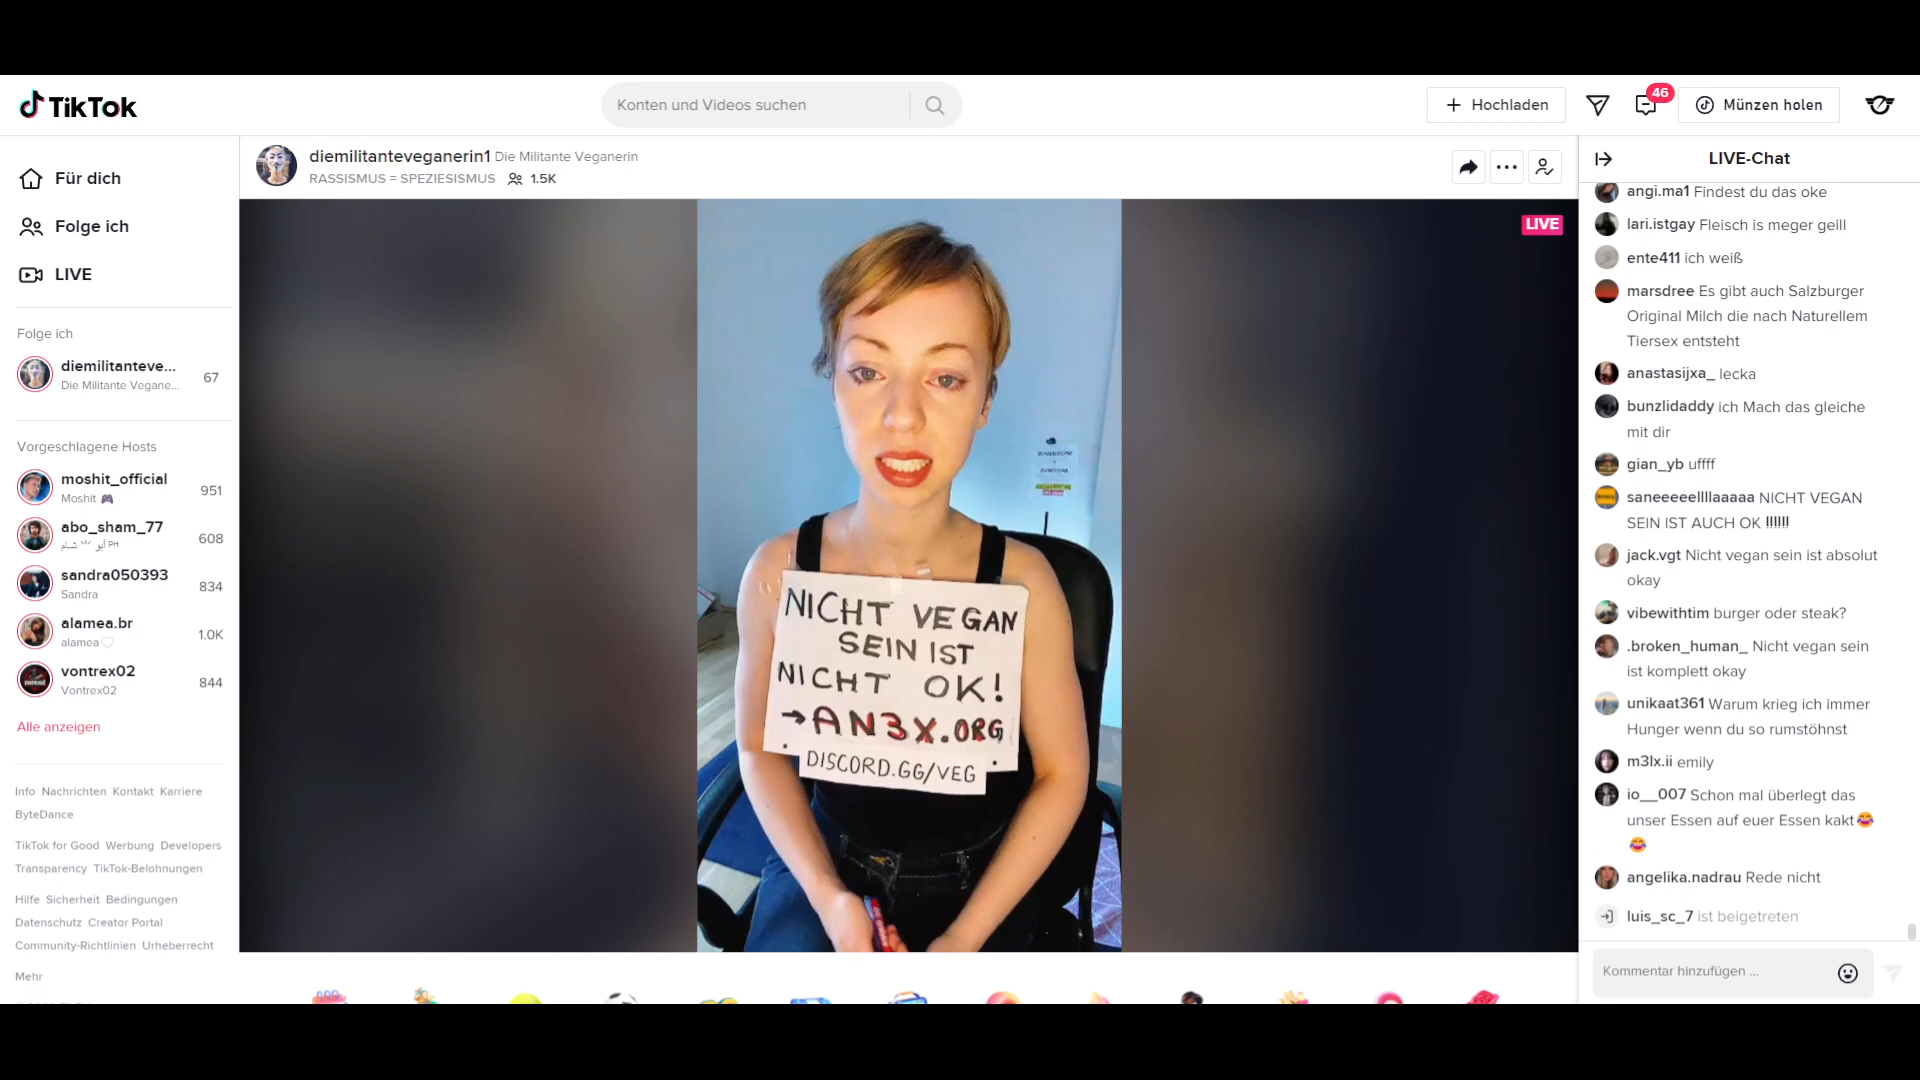 TikTok
Konten und Videos suchen
Hochladen
46
Münzen holen
Für dich
Folge ich
LIVE
Folge ich
diemilitanteve...
Die Militante Vegane...
67
Vorgeschlagene Hosts
moshit_official
Moshit 🎮
951
abo_sham_77
608
sandra050393
Sandra
834
alamea.br
alamea🤍
1.0K
vontrex02
Vontrex02
844
Alle anzeigen
Info Nachrichten Kontakt Karriere
ByteDance
TikTok for Good Werbung Developers
Transparency TikTok-Belohnungen
Hilfe Sicherheit Bedingungen
Datenschutz Creator Portal
Community-Richtlinien Urheberrecht
Mehr
diemilitanteveganerin1 Die Militante Veganerin
RASSISMUS = SPEZIESISMUS 1.5K
LIVE
NICHT VEGAN
SEIN IST
NICHT OK!
→AN3X.ORG
DISCORD.GG/VEG
LIVE-Chat
angi.ma1 Findest du das oke
lari.istgay Fleisch is meger geill
ente411 ich weiß
marsdree Es gibt auch Salzburger
Original Milch die nach Naturellem
Tiersex entsteht
anastasijxa_ lecka
bunzlidaddy ich Mach das gleiche
mit dir
gian_yb uffff
saneeeeellllaaaaa NICHT VEGAN
SEIN IST AUCH OK !!!!!!
jack.vgt Nicht vegan sein ist absolut
okay
vibewithtim burger oder steak?
.broken_human_ Nicht vegan sein
ist komplett okay
unikaat361 Warum krieg ich immer
Hunger wenn du so rumstöhnst
m3lx.ii emily
io__007 Schon mal überlegt das
unser Essen auf euer Essen kakt😂
😂
angelika.nadrau Rede nicht
luis_sc_7 ist beigetreten
Kommentar hinzufügen ...